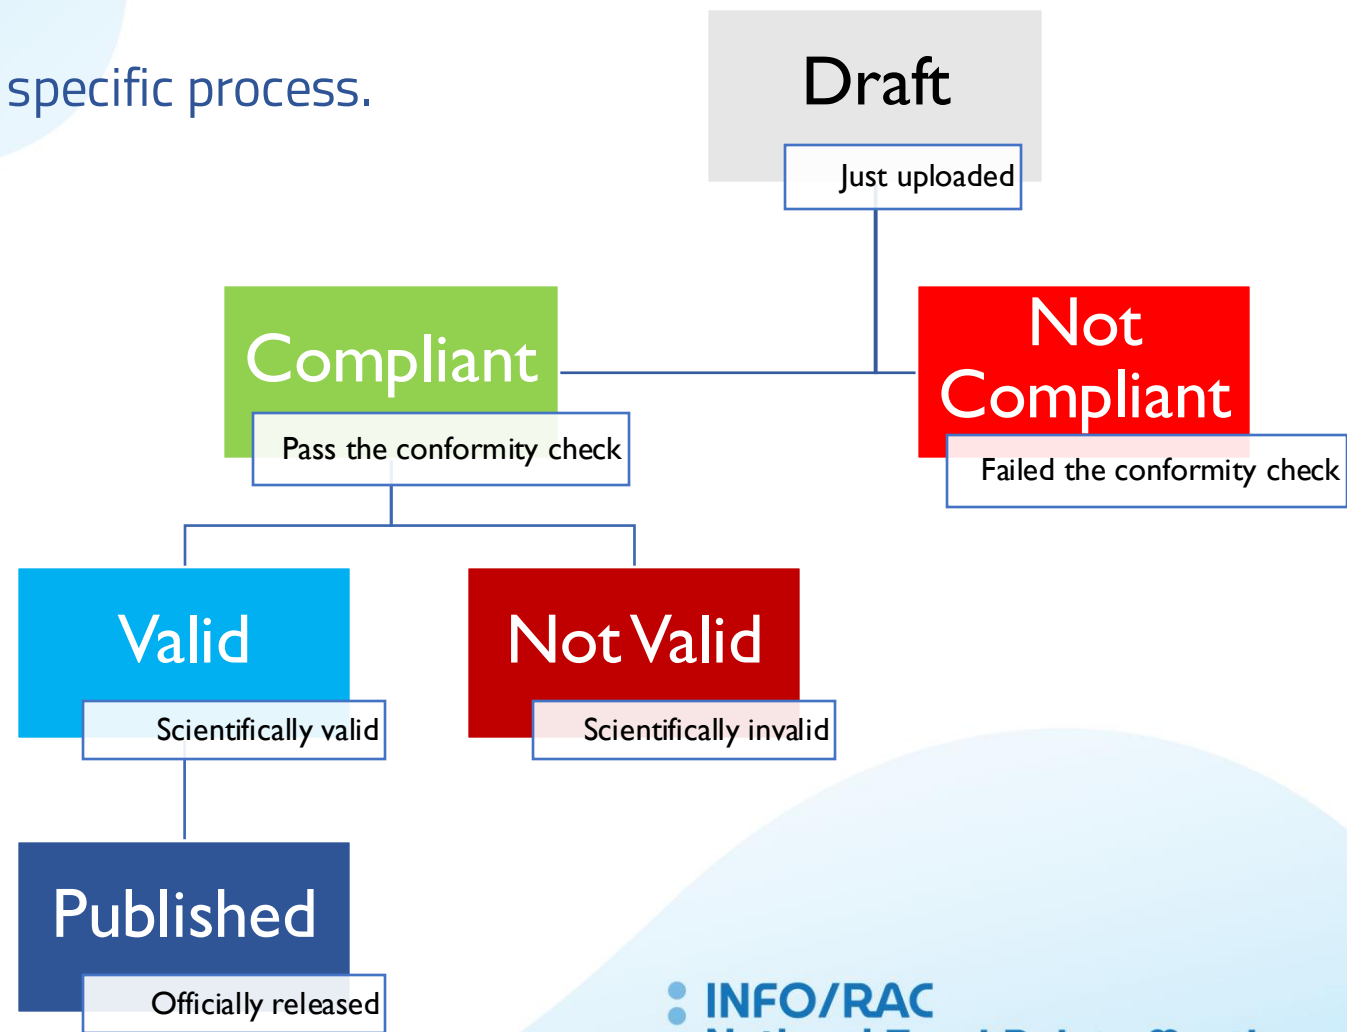 specific process.
Draft
Just uploaded
Compliant
Pass the conformity check
Not
Compliant
Failed the conformity check
Valid
Scientifically valid
Not Valid
Scientifically invalid
Published
Officially released
INFO/RAC